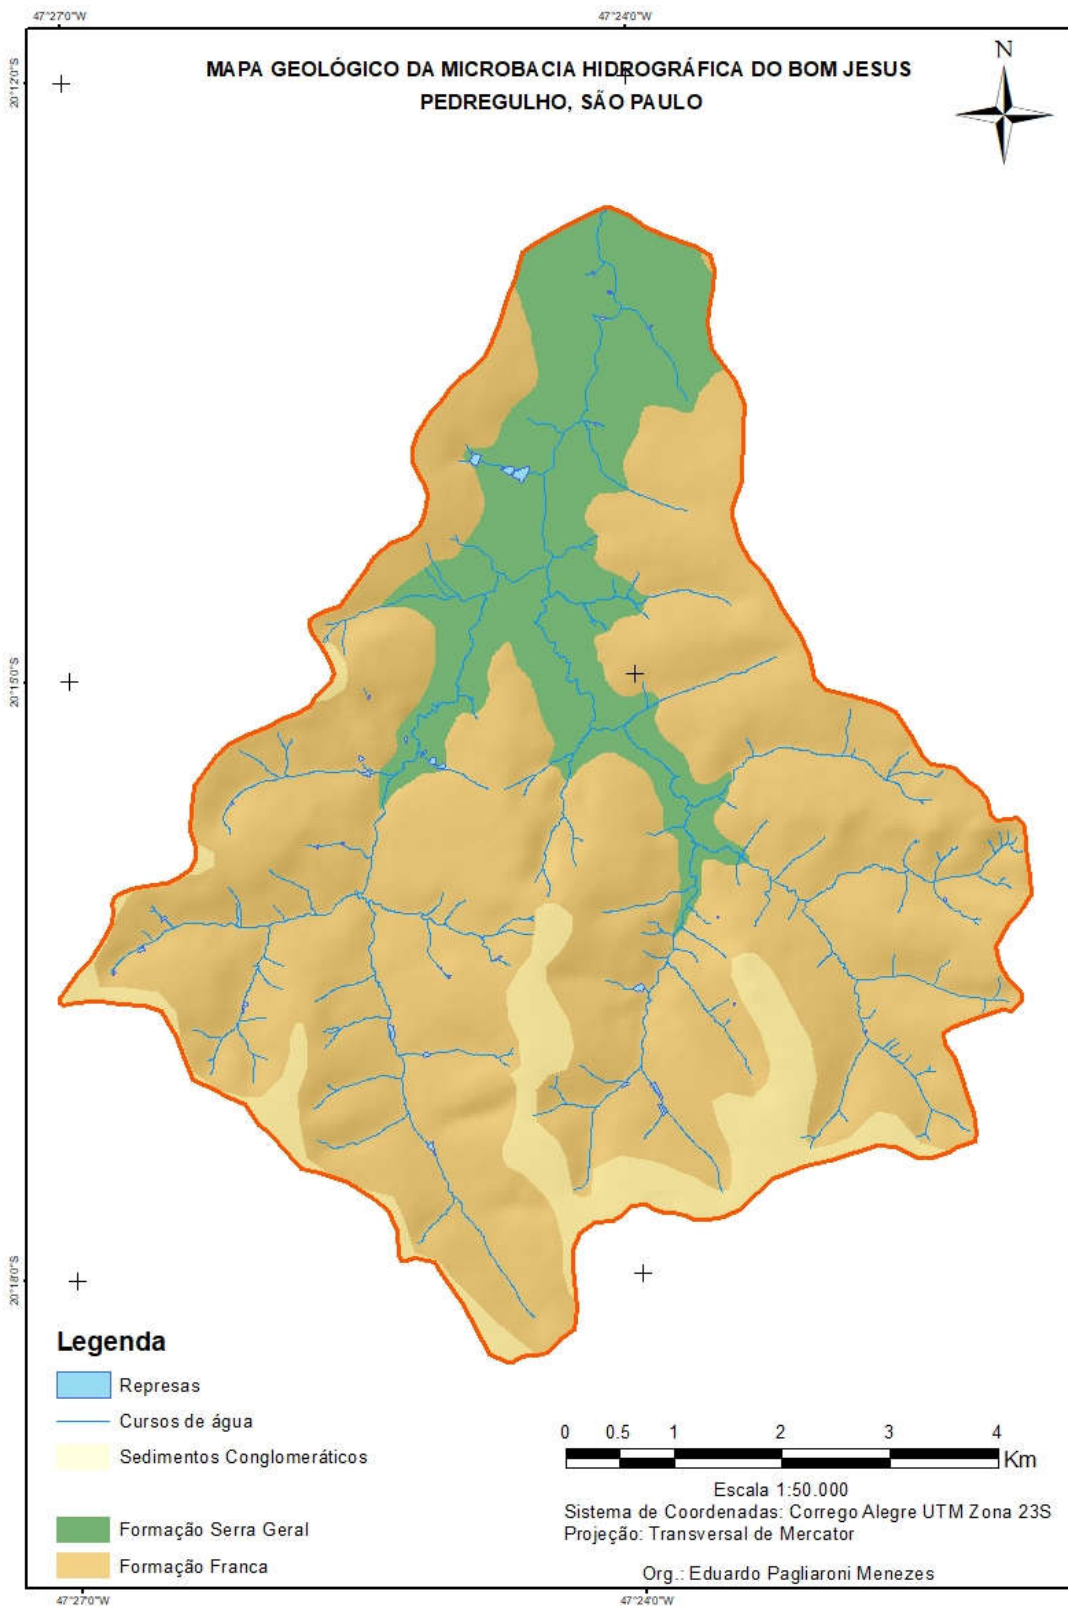 47°27'0"W
47°24'0"W
MAPA GEOLÓGICO DA MICROBACIA HIDROGRÁFICA DO BOM JESUS
PEDREGULHO, SÃO PAULO
N
20°12'0"S
20°15'0"S
20°18'0"S
Legenda
Represas
Cursos de água
Sedimentos Conglomeráticos
Formação Serra Geral
Formação Franca
0 0.5 1 2 3 4
Km
Escala 1:50.000
Sistema de Coordenadas: Corrego Alegre UTM Zona 23S
Projeção: Transversal de Mercator
Org.: Eduardo Pagliaroni Menezes
47°27'0"W
47°24'0"W